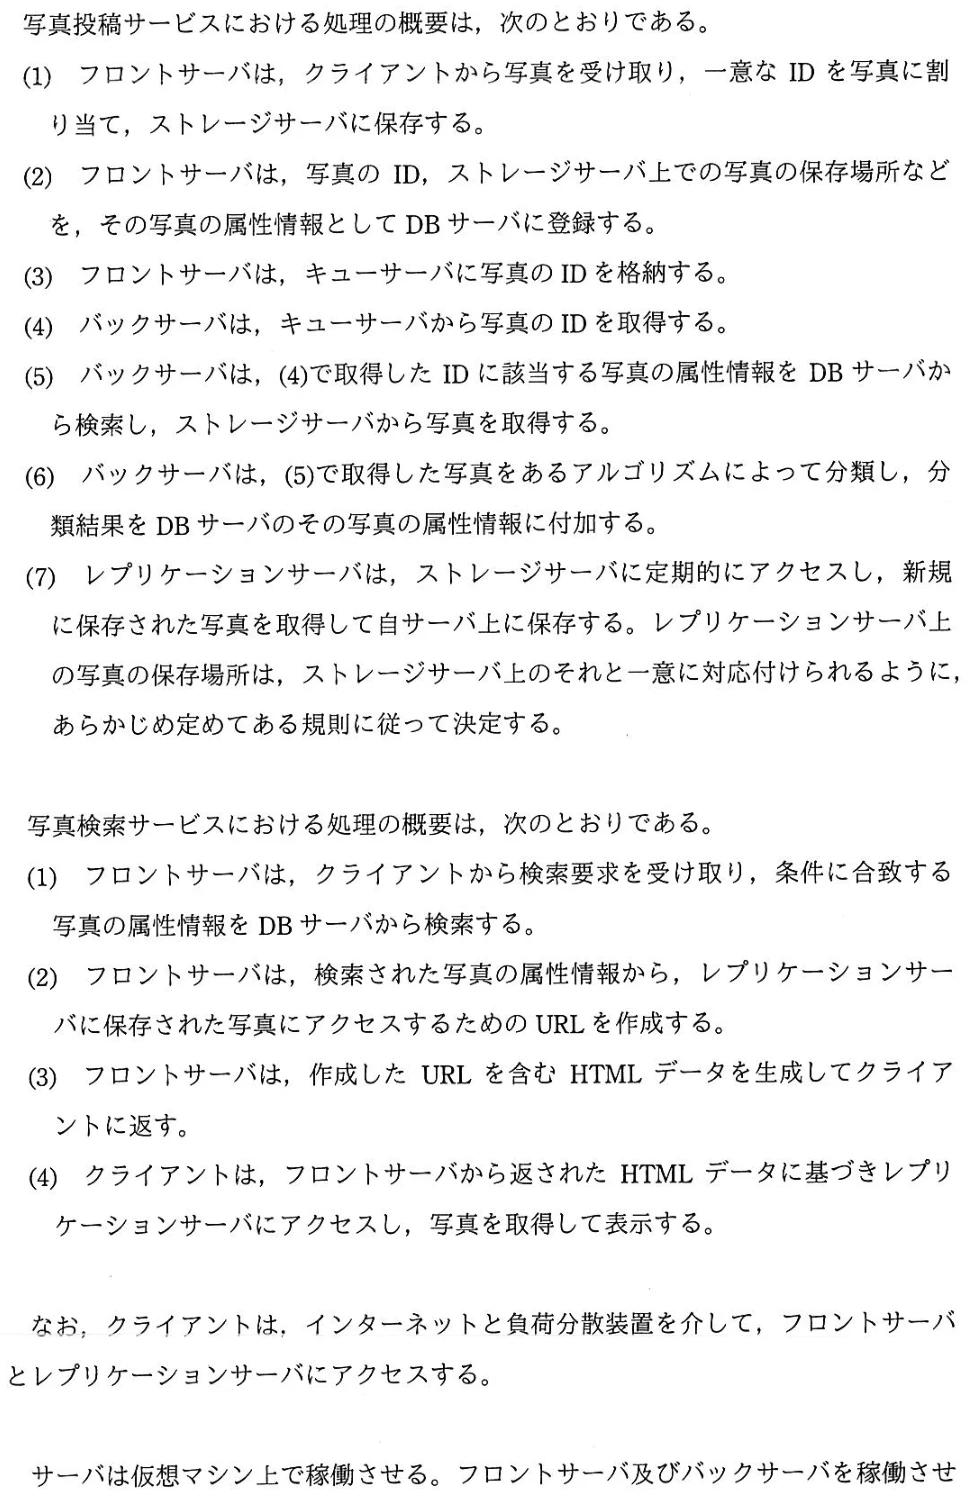 写真投稿サービスにおける処理の概要は，次のとおりである。
(1) フロントサーバは，クライアントから写真を受け取り，一意な ID を写真に割
り当て，ストレージサーバに保存する。
(2) フロントサーバは，写真の ID，ストレージサーバ上での写真の保存場所など
を，その写真の属性情報として DB サーバに登録する。
(3) フロントサーバは，キューサーバに写真の ID を格納する。
(4) バックサーバは，キューサーバから写真の ID を取得する。
(5) バックサーバは，(4)で取得した ID に該当する写真の属性情報を DB サーバか
ら検索し，ストレージサーバから写真を取得する。
(6) バックサーバは，(5)で取得した写真をあるアルゴリズムによって分類し，分
類結果を DB サーバのその写真の属性情報に付加する。
(7) レプリケーションサーバは，ストレージサーバに定期的にアクセスし，新規
に保存された写真を取得して自サーバ上に保存する。レプリケーションサーバ上
の写真の保存場所は，ストレージサーバ上のそれと一意に対応付けられるように，
あらかじめ定めてある規則に従って決定する。
写真検索サービスにおける処理の概要は，次のとおりである。
(1) フロントサーバは，クライアントから検索要求を受け取り，条件に合致する
写真の属性情報を DB サーバから検索する。
(2) フロントサーバは，検索された写真の属性情報から，レプリケーションサー
バに保存された写真にアクセスするための URL を作成する。
(3) フロントサーバは，作成した URL を含む HTML データを生成してクライア
ントに返す。
(4) クライアントは，フロントサーバから返された HTML データに基づきレプリ
ケーションサーバにアクセスし，写真を取得して表示する。
なお，クライアントは，インターネットと負荷分散装置を介して，フロントサーバ
とレプリケーションサーバにアクセスする。
サーバは仮想マシン上で稼働させる。フロントサーバ及びバックサーバを稼働させ